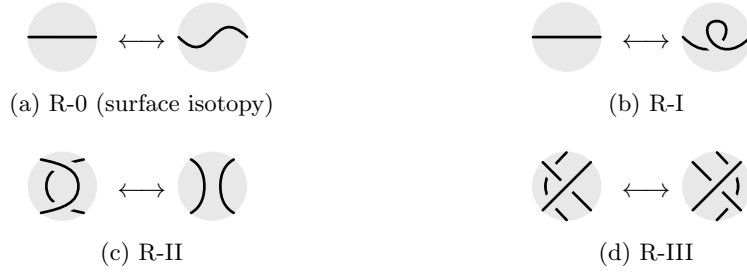 (a) R-0 (surface isotopy)
(b) R-I
(c) R-II
(d) R-III